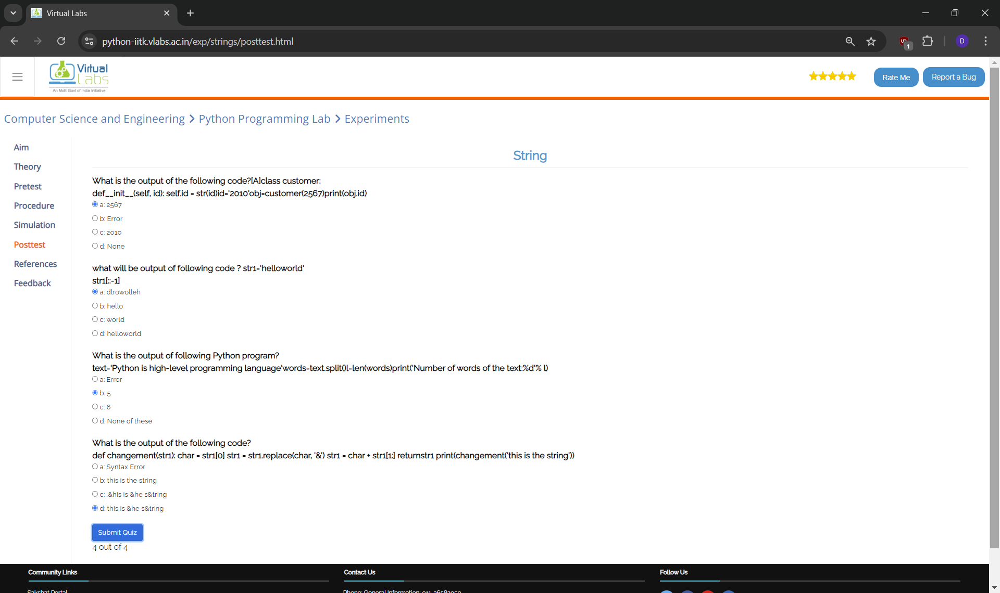 Virtual Labs
python-iitk.vlabs.ac.in/exp/strings/posttest.html
1
D
Virtual
Labs
An MoE Govt of India Initiative
Rate Me
Report a Bug
Computer Science and Engineering > Python Programming Lab > Experiments
Aim
Theory
Pretest
Procedure
Simulation
Posttest
References
Feedback
String
What is the output of the following code?[A]class customer:
def__init__(self, id): self.id = str(id)id='2010'obj=customer(2567)print(obj.id)
a: 2567
b: Error
c: 2010
d: None
what will be output of following code ? str1='helloworld'
str1[::-1]
a: dlrowolleh
b: hello
c: world
d: helloworld
What is the output of following Python program?
text='Python is high-level programming language'words=text.split()l=len(words)print('Number of words of the text:%d'% l)
a: Error
b: 5
c: 6
d: None of these
What is the output of the following code?
def changement(str1): char = str1[0] str1 = str1.replace(char, '&') str1 = char + str1[1:] returnstr1 print(changement('this is the string'))
a: Syntax Error
b: this is the string
c: .&his is &he s&tring
d: this is &he s&tring
Submit Quiz
4 out of 4
Community Links
Contact Us
Follow Us
Sakshat Portal
Phone: General Information: 011-26582050